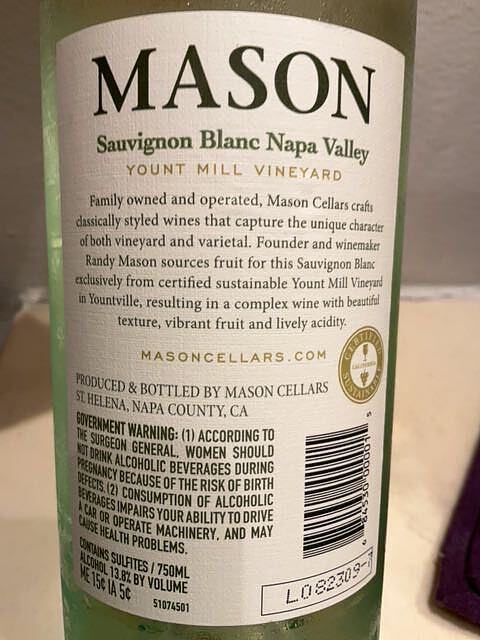 MASON
Sauvignon Blanc Napa Valley
YOUNT MILL VINEYARD
Family owned and operated, Mason Cellars crafts
classically styled wines that capture the unique character
of both vineyard and varietal. Founder and winemaker
Randy Mason sources fruit for this Sauvignon Blanc
exclusively from certified sustainable Yount Mill Vineyard
in Yountville, resulting in a complex wine with beautiful
texture, vibrant fruit and lively acidity.
MASONCELLARS.COM
CERTIFIED
CALIFORNIA
SUSTAINABLE
PRODUCED & BOTTLED BY MASON CELLARS
ST. HELENA, NAPA COUNTY, CA
GOVERNMENT WARNING: (1) ACCORDING TO
THE SURGEON GENERAL, WOMEN SHOULD
NOT DRINK ALCOHOLIC BEVERAGES DURING
PREGNANCY BECAUSE OF THE RISK OF BIRTH
DEFECTS. (2) CONSUMPTION OF ALCOHOLIC
BEVERAGES IMPAIRS YOUR ABILITY TO DRIVE
A CAR OR OPERATE MACHINERY, AND MAY
CAUSE HEALTH PROBLEMS.
CONTAINS SULFITES / 750ML
ALCOHOL 13.8% BY VOLUME
ME 15¢ IA 5¢
51074501